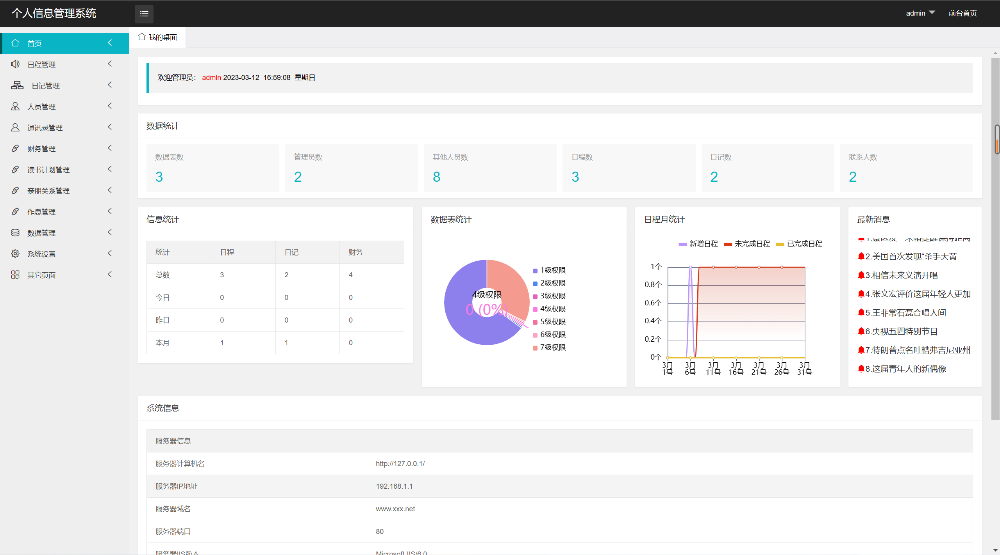 个人信息管理系统
admin
前台首页
首页
日程管理
日记管理
人员管理
通讯录管理
财务管理
读书计划管理
亲朋关系管理
作息管理
数据管理
系统设置
其它页面
我的桌面
欢迎管理员： admin 2023-03-12 16:59:08 星期日
数据统计
数据表数 管理员数 其他人员数 日程数 日记数 联系人数
3 2 8 3 2 2
信息统计
统计 日程 日记 财务
总数 3 2 4
今日 0 0 0
昨日 0 0 0
本月 1 1 0
数据表统计
4级权限
0 (0%)
1级权限
2级权限
3级权限
4级权限
5级权限
6级权限
7级权限
日程月统计
新增日程 未完成日程 已完成日程
1个
0.8个
0.6个
0.4个
0.2个
0个
3月 3月 3月 3月 3月 3月 3月
1号 6号 11号 16号 21号 26号 31号
最新消息
2.美国首次发现“杀手大黄
3.相信未来义演开唱
4.张文宏评价这届年轻人更加
5.王菲常石磊合唱人间
6.央视五四特别节目
7.特朗普点名吐槽弗吉尼亚州
8.这届青年人的新偶像
系统信息
服务器信息
服务器计算机名 http://127.0.0.1/
服务器IP地址 192.168.1.1
服务器域名 www.xxx.net
服务器端口 80
服务器IIS版本 Microsoft-IIS/6.0